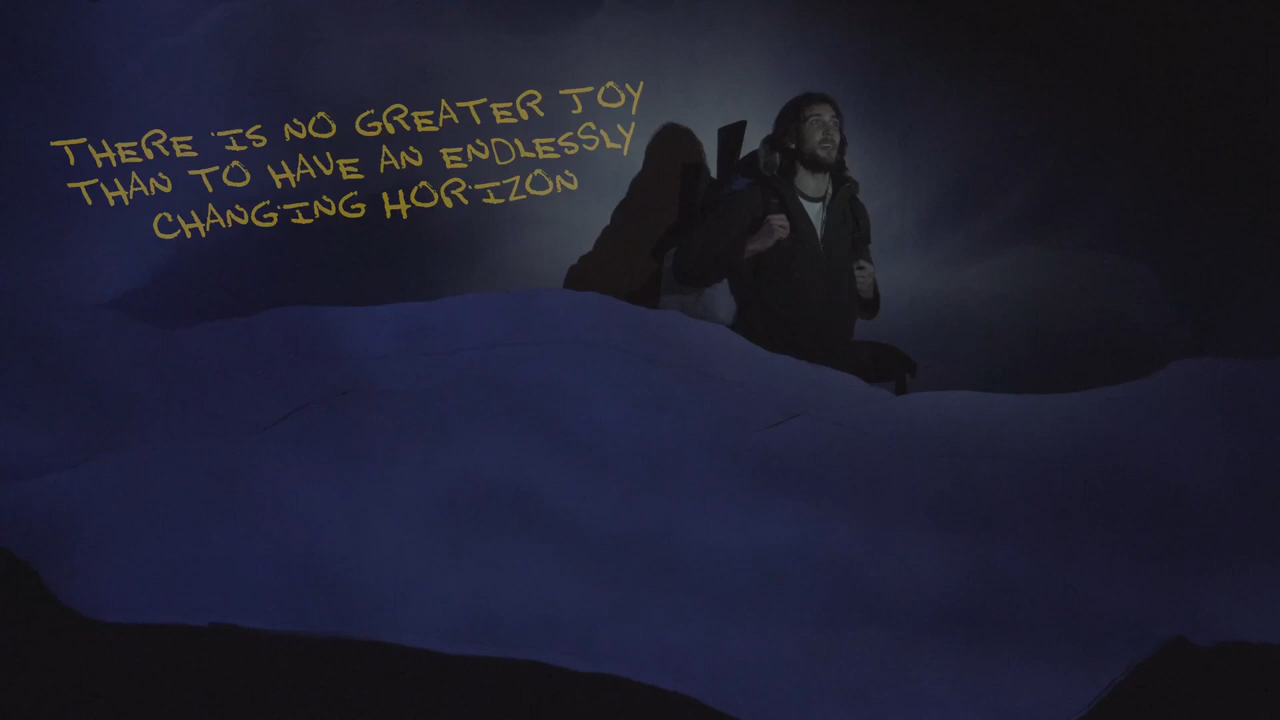 THERE IS NO GREATER JOY
THAN TO HAVE AN ENDLESSLY
CHANGING HORIZON